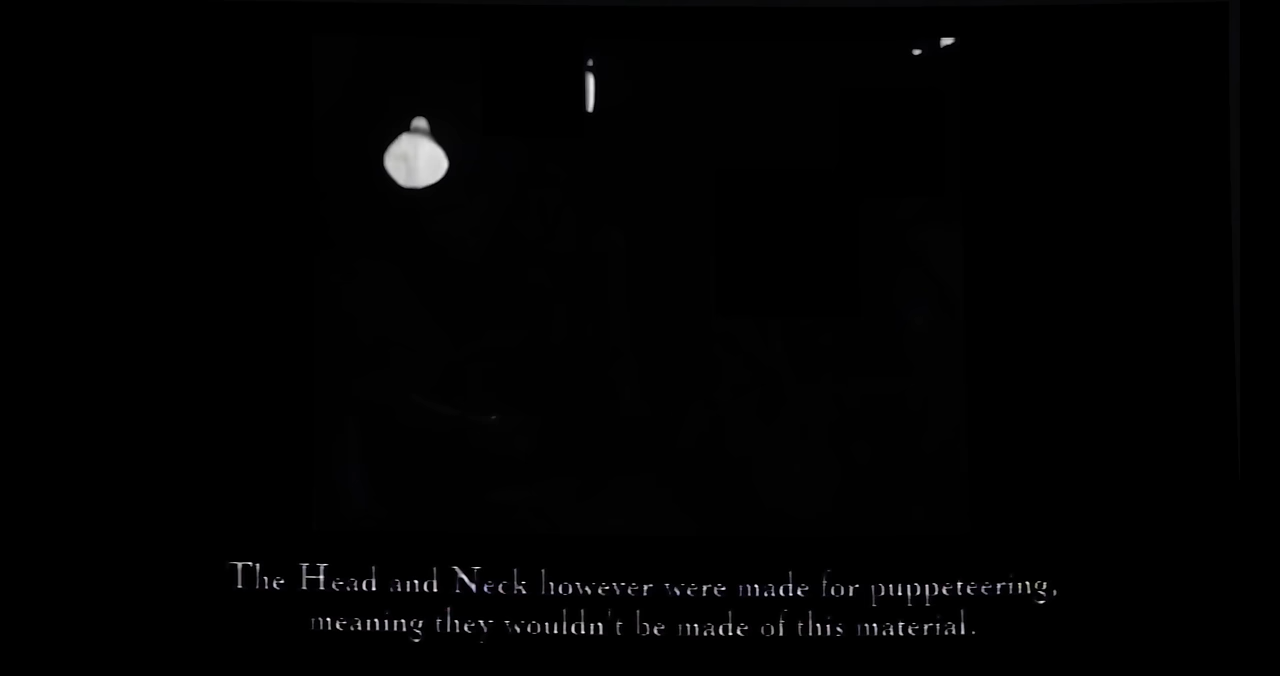 The Head and Neck however were made for puppeteering,
meaning they wouldn't be made of this material.